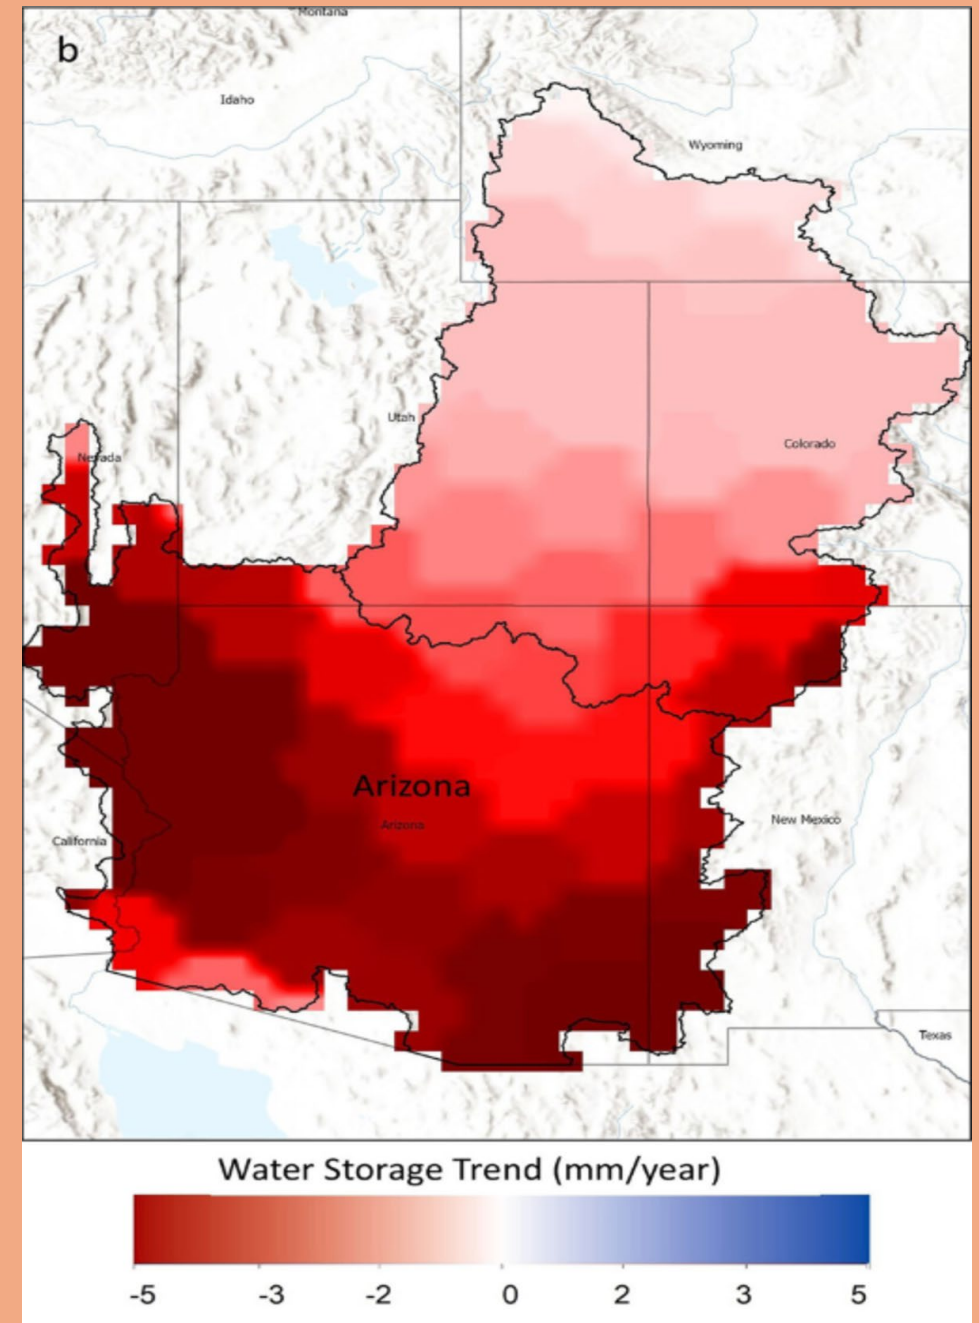 Montana
b
Idaho
Wyoming
Utah
Colorado
Nevada
Arizona
Arizona
New Mexico
California
Texas
Water Storage Trend (mm/year)
-5 -3 -2 0 2 3 5